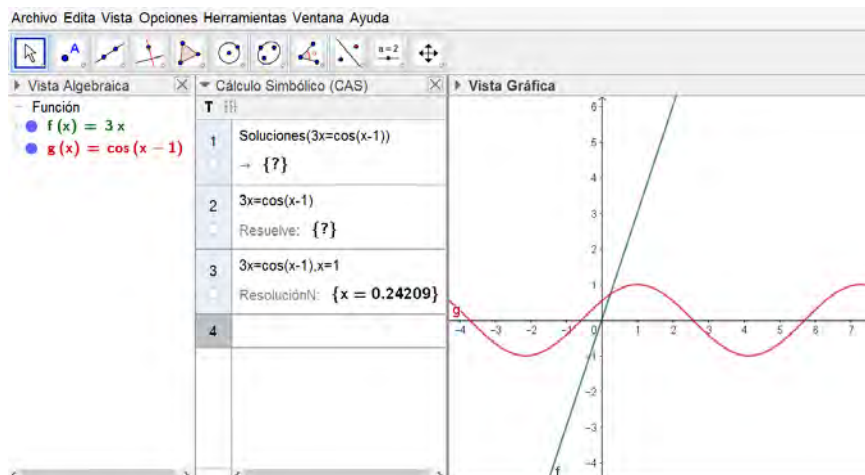 Archivo Edita Vista Opciones Herramientas Ventana Ayuda
A
a=2
Vista Algebraica
Función
f(x) = 3 x
g(x) = cos(x − 1)
Cálculo Simbólico (CAS)
T
1
Soluciones(3x=cos(x-1))
→ {?}
2
3x=cos(x-1)
Resuelve: {?}
3
3x=cos(x-1),x=1
ResoluciónN: {x = 0.24209}
4
Vista Gráfica
6
5
4
3
2
1
g
-4 -3 -2 -1 0 1 2 3 4 5 6 7
-1
-2
-3
-4
f